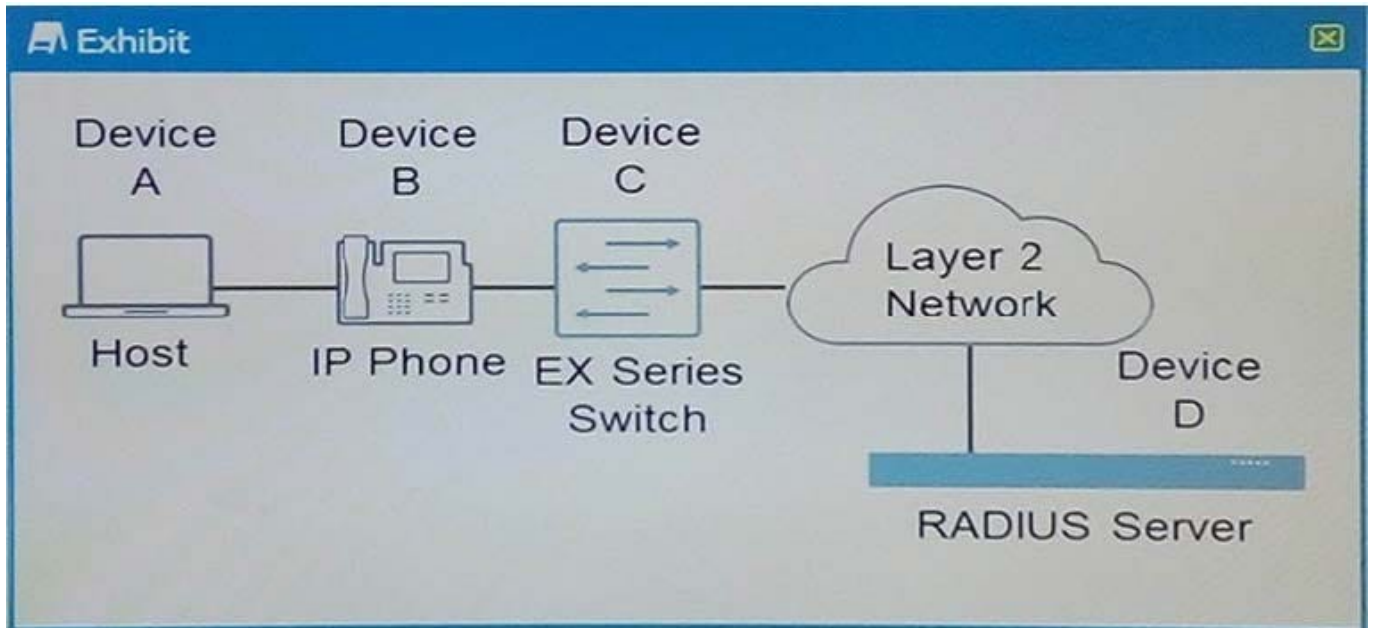 Exhibit
Device
A
Device
B
Device
C
Layer 2
Network
Host
IP Phone
EX Series
Switch
Device
D
RADIUS Server